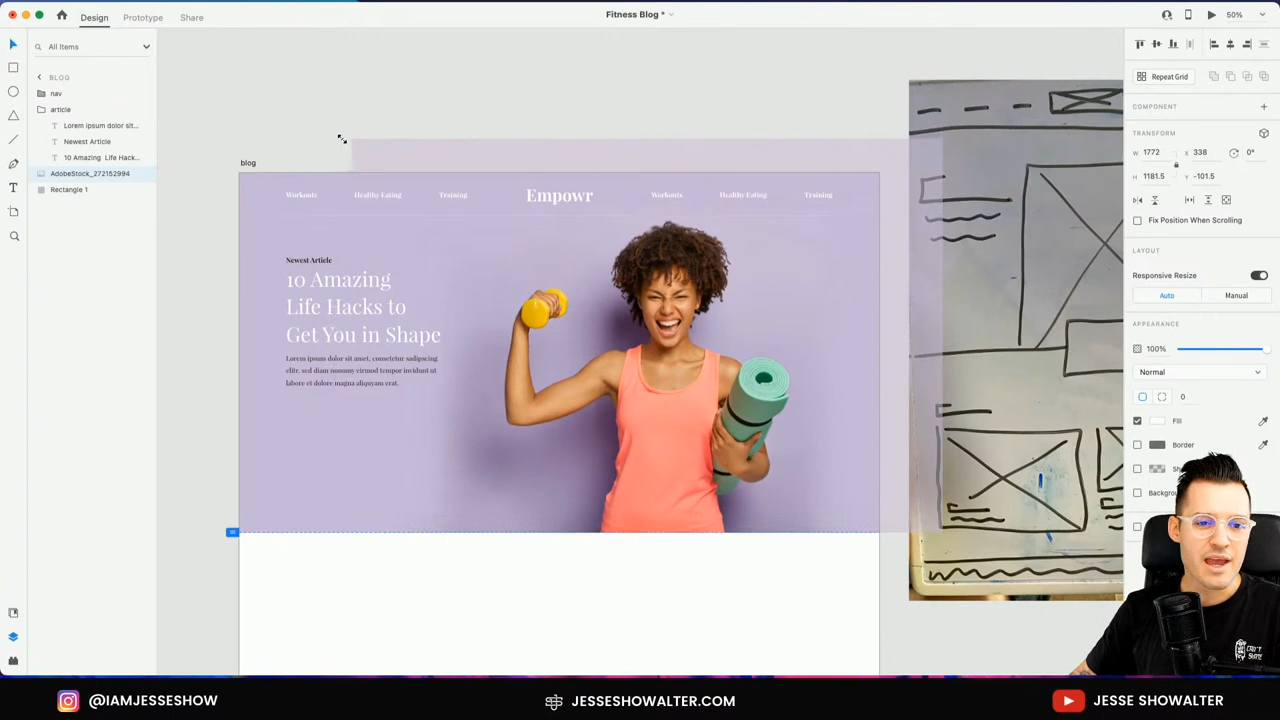 Design
Prototype
Share
Fitness Blog *
50%
All Items
BLOG
nav
article
Lorem ipsum dolor sit...
Newest Article
10 Amazing Life Hack...
AdobeStock_272152994
Rectangle 1
blog
Workouts
Healthy Eating
Training
Empowr
Workouts
Healthy Eating
Training
Newest Article
10 Amazing
Life Hacks to
Get You in Shape
Lorem ipsum dolor sit amet, consetetur sadipscing
elitr, sed diam nonumy eirmod tempor invidunt ut
labore et dolore magna aliquyam erat.
Repeat Grid
COMPONENT
TRANSFORM
W 1772 X 338 0°
H 1181.5 Y -101.5
Fix Position When Scrolling
LAYOUT
Responsive Resize
Auto
Manual
APPEARANCE
100%
Normal
0
Fill
Border
@IAMJESSESHOW
JESSESHOWALTER.COM
JESSE SHOWALTER